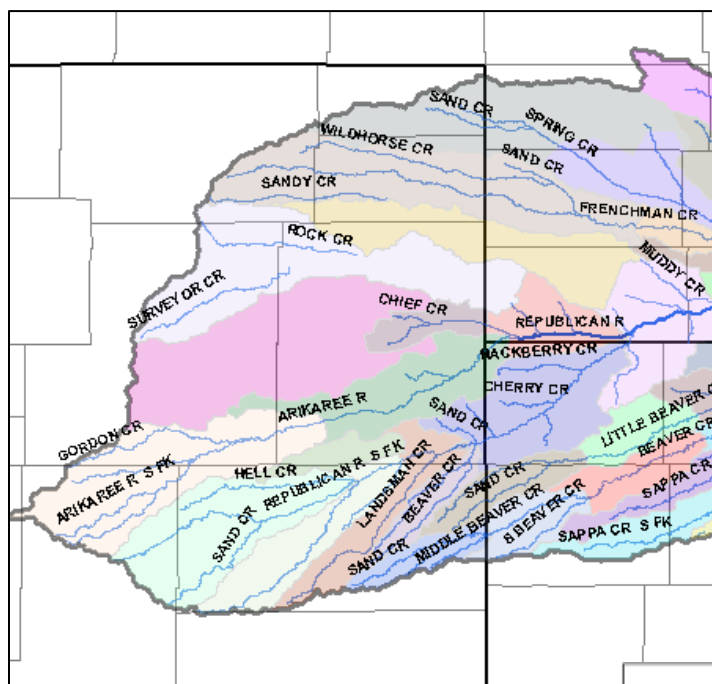 SAND CR
SPRING CR
WILDHORSE CR
SAND CR
SANDY CR
FRENCHMAN CR
ROCK CR
MUDDY CR
SURVEYOR CR
CHIEF CR
REPUBLICAN R
HACKBERRY CR
CHERRY CR
ARIKAREE R
SAND CR
LITTLE BEAVER C
GORDON CR
BEAVER CR
HELL CR
REPUBLICAN R S FK
LANDSMAN CR
BEAVER CR
SAND CR
SAPPA CR
ARIKAREE R S FK
SAND CR
SAND CR
MIDDLE BEAVER CR
S BEAVER CR
SAPPA CR S FK